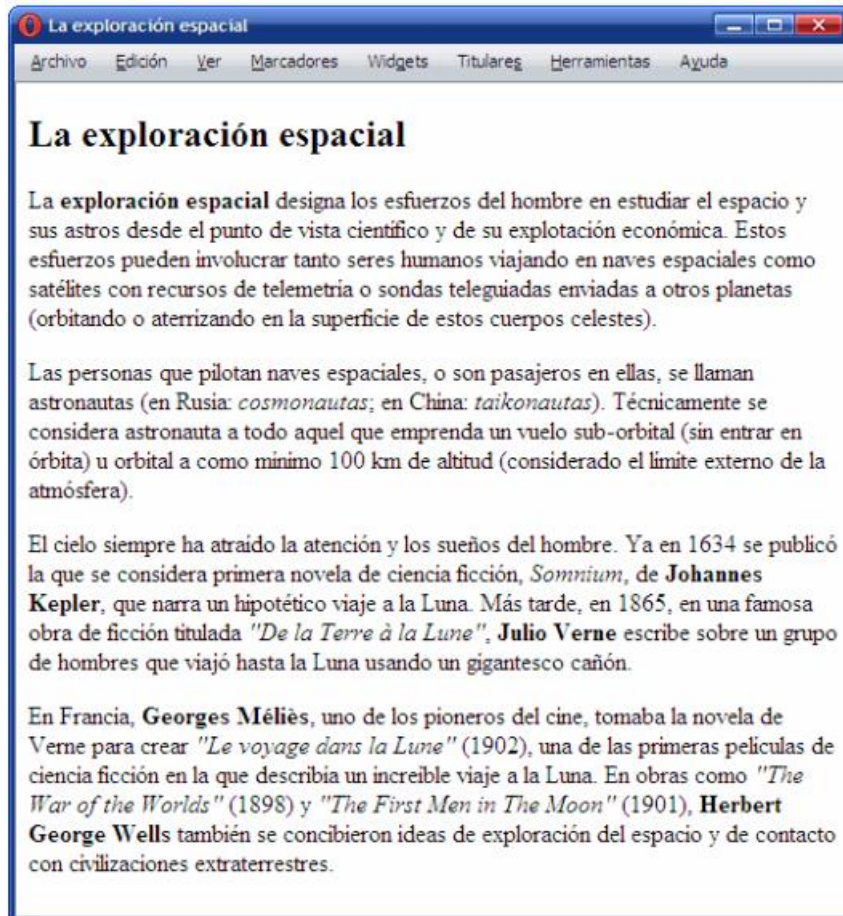 La exploración espacial
Archivo Edición Ver Marcadores Widgets Titulares Herramientas Ayuda
La exploración espacial
La exploración espacial designa los esfuerzos del hombre en estudiar el espacio y
sus astros desde el punto de vista científico y de su explotación económica. Estos
esfuerzos pueden involucrar tanto seres humanos viajando en naves espaciales como
satélites con recursos de telemetría o sondas teleguiadas enviadas a otros planetas
(orbitando o aterrizando en la superficie de estos cuerpos celestes).
Las personas que pilotan naves espaciales, o son pasajeros en ellas, se llaman
astronautas (en Rusia: cosmonautas; en China: taikonautas). Técnicamente se
considera astronauta a todo aquel que emprenda un vuelo sub-orbital (sin entrar en
órbita) u orbital a como mínimo 100 km de altitud (considerado el límite externo de la
atmósfera).
El cielo siempre ha atraído la atención y los sueños del hombre. Ya en 1634 se publicó
la que se considera primera novela de ciencia ficción, Somnium, de Johannes
Kepler, que narra un hipotético viaje a la Luna. Más tarde, en 1865, en una famosa
obra de ficción titulada "De la Terre à la Lune", Julio Verne escribe sobre un grupo
de hombres que viajó hasta la Luna usando un gigantesco cañón.
En Francia, Georges Méliès, uno de los pioneros del cine, tomaba la novela de
Verne para crear "Le voyage dans la Lune" (1902), una de las primeras películas de
ciencia ficción en la que describía un increíble viaje a la Luna. En obras como "The
War of the Worlds" (1898) y "The First Men in The Moon" (1901), Herbert
George Wells también se concibieron ideas de exploración del espacio y de contacto
con civilizaciones extraterrestres.